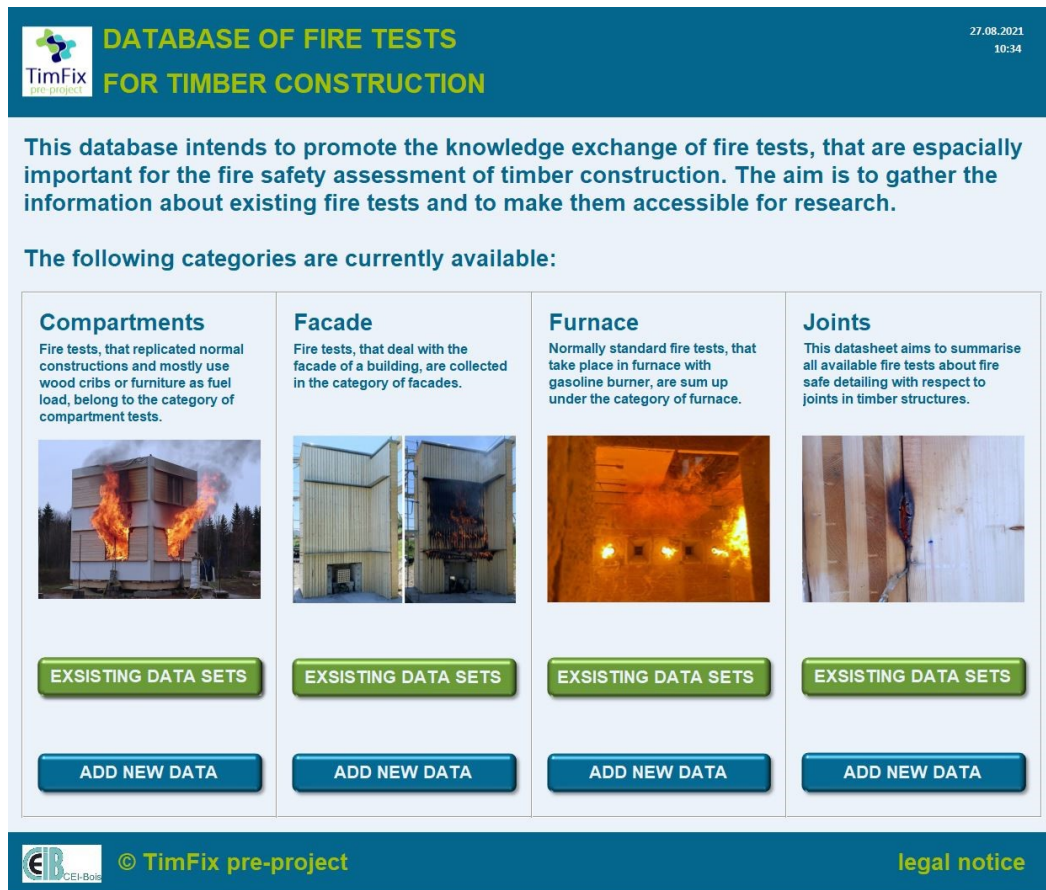 TimFix
pre-project
DATABASE OF FIRE TESTS
FOR TIMBER CONSTRUCTION
27.08.2021
10:34
This database intends to promote the knowledge exchange of fire tests, that are espacially
important for the fire safety assessment of timber construction. The aim is to gather the
information about existing fire tests and to make them accessible for research.
The following categories are currently available:
Compartments
Fire tests, that replicated normal
constructions and mostly use
wood cribs or furniture as fuel
load, belong to the category of
compartment tests.
EXSISTING DATA SETS
ADD NEW DATA
Facade
Fire tests, that deal with the
facade of a building, are collected
in the category of facades.
EXSISTING DATA SETS
ADD NEW DATA
Furnace
Normally standard fire tests, that
take place in furnace with
gasoline burner, are sum up
under the category of furnace.
EXSISTING DATA SETS
ADD NEW DATA
Joints
This datasheet aims to summarise
all available fire tests about fire
safe detailing with respect to
joints in timber structures.
EXSISTING DATA SETS
ADD NEW DATA
CEI-Bois
© TimFix pre-project
legal notice